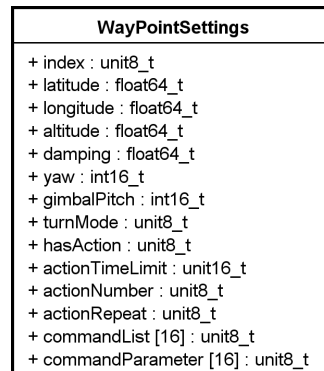 WayPointSettings
+ index : unit8_t
+ latitude : float64_t
+ longitude : float64_t
+ altitude : float64_t
+ damping : float64_t
+ yaw : int16_t
+ gimbalPitch : int16_t
+ turnMode : unit8_t
+ hasAction : unit8_t
+ actionTimeLimit : unit16_t
+ actionNumber : unit8_t
+ actionRepeat : unit8_t
+ commandList [16] : unit8_t
+ commandParameter [16] : unit8_t